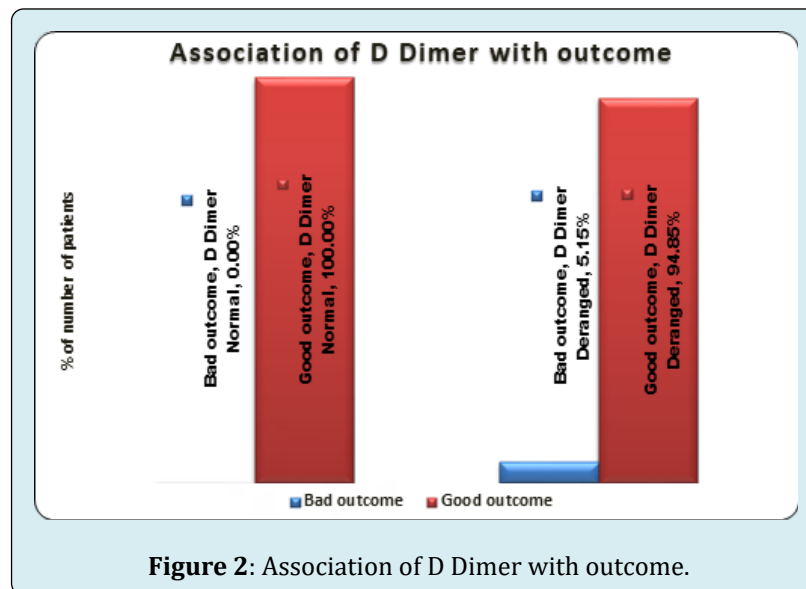 Association of D Dimer with outcome
% of number of patients
Bad outcome, D Dimer
Normal, 0.00%
Good outcome, D Dimer
Normal, 100.00%
Bad outcome, D Dimer
Deranged, 5.15%
Good outcome, D Dimer
Deranged, 94.85%
Bad outcome Good outcome
Figure 2: Association of D Dimer with outcome.